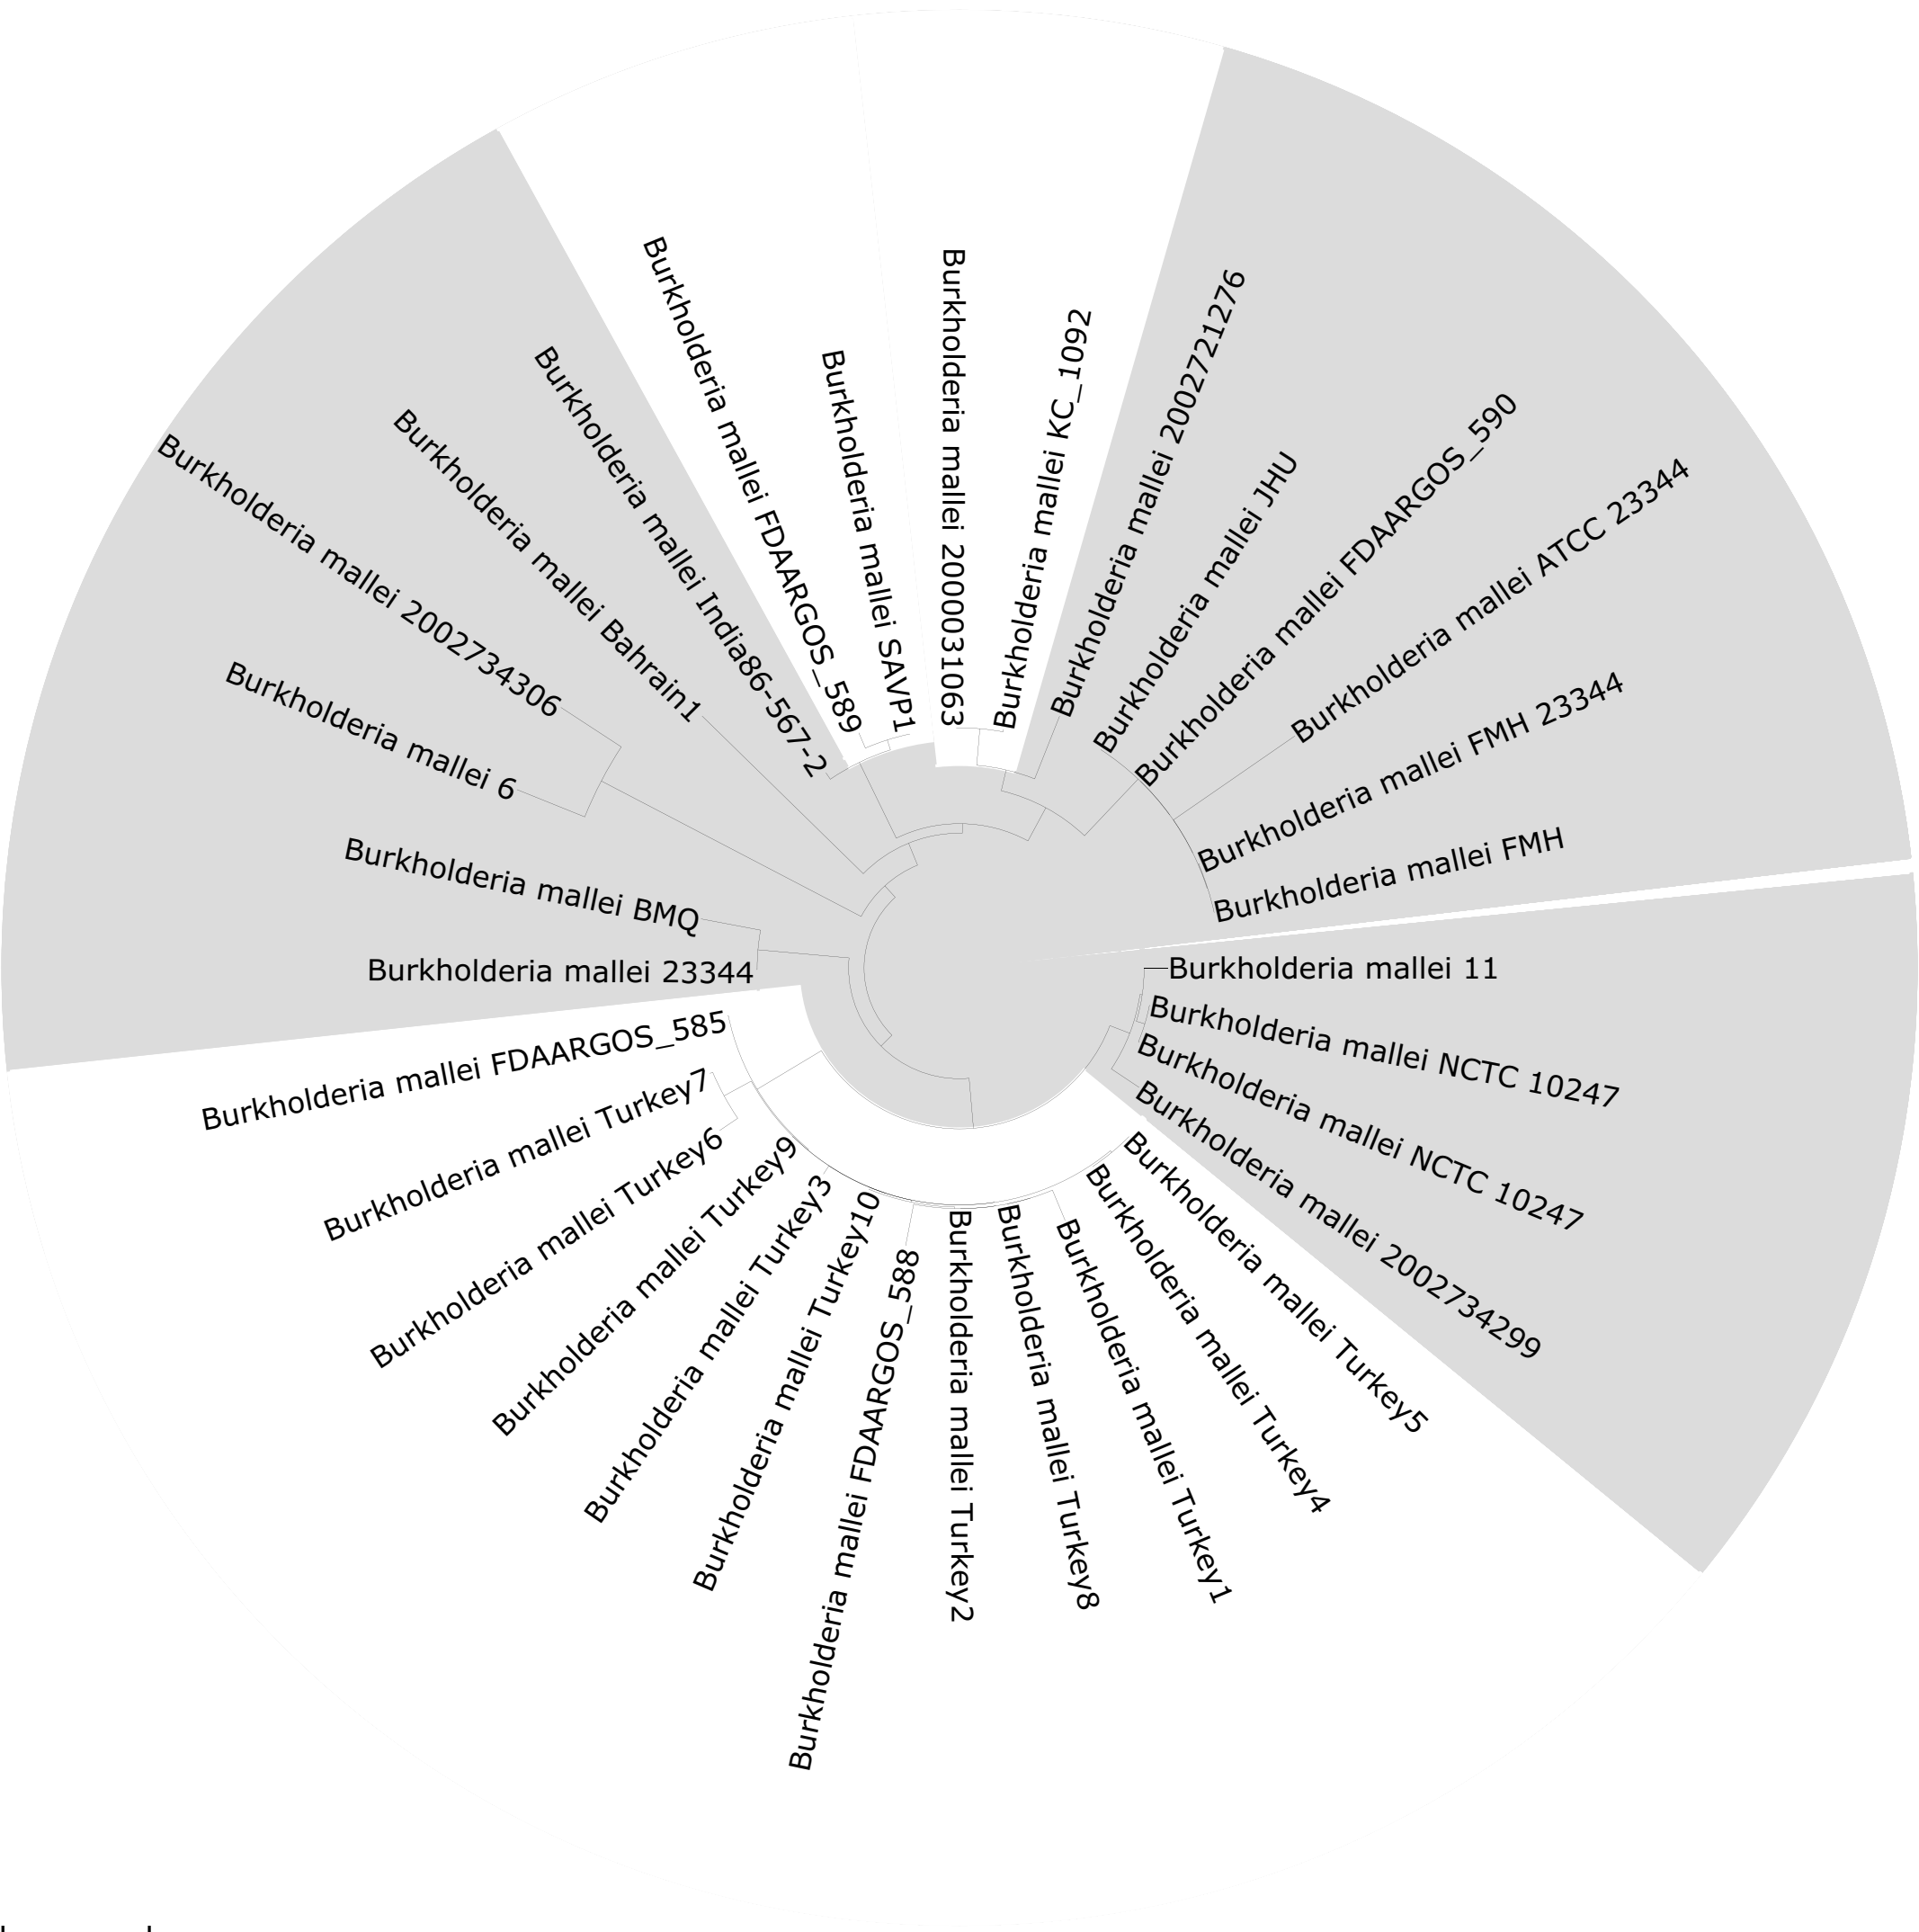 Burkholderia mallei FDAARGOS_589
Burkholderia mallei SAVP1
Burkholderia mallei 2000031063
Burkholderia mallei KC_1092
Burkholderia mallei 2002721276
Burkholderia mallei JHU
Burkholderia mallei FDAARGOS_590
Burkholderia mallei ATCC 23344
Burkholderia mallei FMH 23344
Burkholderia mallei FMH
Burkholderia mallei 11
Burkholderia mallei NCTC 10247
Burkholderia mallei NCTC 10247
Burkholderia mallei 2002734299
Burkholderia mallei Turkey5
Burkholderia mallei Turkey4
Burkholderia mallei Turkey1
Burkholderia mallei Turkey8
Burkholderia mallei Turkey2
Burkholderia mallei FDAARGOS_588
Burkholderia mallei Turkey10
Burkholderia mallei Turkey3
Burkholderia mallei Turkey9
Burkholderia mallei Turkey6
Burkholderia mallei Turkey7
Burkholderia mallei FDAARGOS_585
Burkholderia mallei 23344
Burkholderia mallei BMQ
Burkholderia mallei 6
Burkholderia mallei 2002734306
Burkholderia mallei Bahrain1
Burkholderia mallei India86-567-2